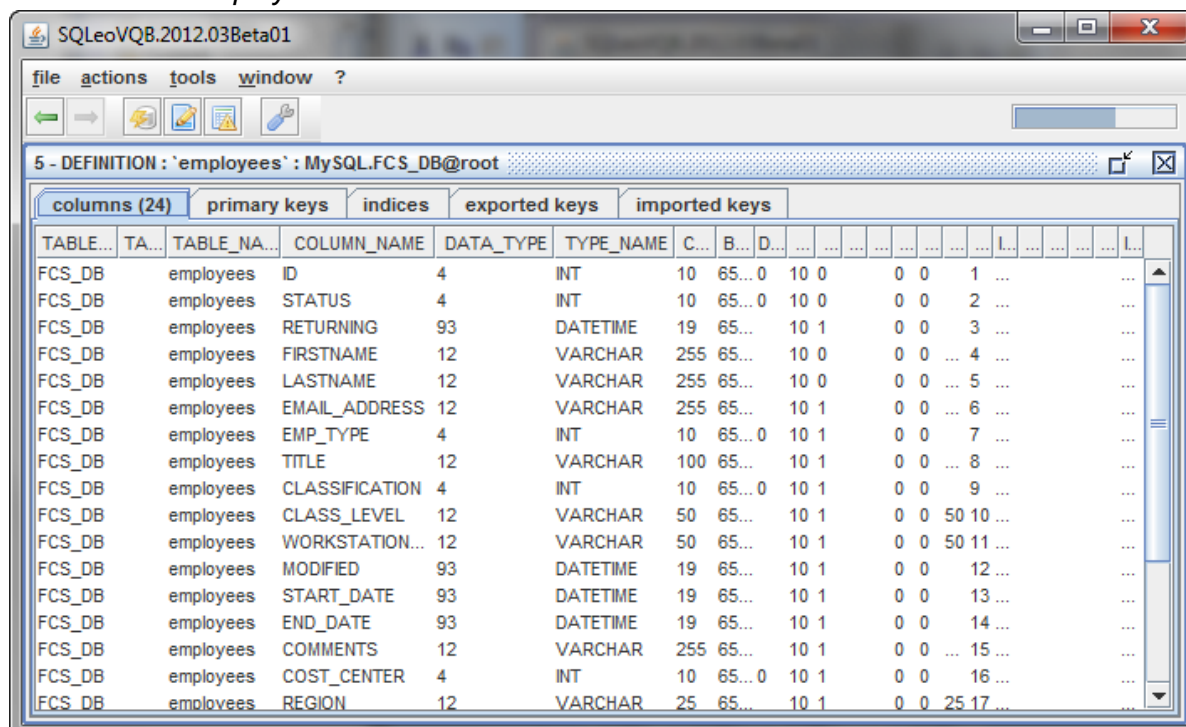 SQLeoVQB.2012.03Beta01
file actions tools window ?
5 - DEFINITION : `employees` : MySQL.FCS_DB@root
columns (24) primary keys indices exported keys imported keys
TABLE... TA... TABLE_NA... COLUMN_NAME DATA_TYPE TYPE_NAME C... B... D... ... ... ... ... ... ... ... ... I... ... ... ... ... I...
FCS_DB employees ID 4 INT 10 65... 0 10 0 0 0 1 ... ...
FCS_DB employees STATUS 4 INT 10 65... 0 10 0 0 0 2 ... ...
FCS_DB employees RETURNING 93 DATETIME 19 65... 10 1 0 0 3 ... ...
FCS_DB employees FIRSTNAME 12 VARCHAR 255 65... 10 0 0 0 ... 4 ... ...
FCS_DB employees LASTNAME 12 VARCHAR 255 65... 10 0 0 0 ... 5 ... ...
FCS_DB employees EMAIL_ADDRESS 12 VARCHAR 255 65... 10 1 0 0 ... 6 ... ...
FCS_DB employees EMP_TYPE 4 INT 10 65... 0 10 1 0 0 7 ... ...
FCS_DB employees TITLE 12 VARCHAR 100 65... 10 1 0 0 ... 8 ... ...
FCS_DB employees CLASSIFICATION 4 INT 10 65... 0 10 1 0 0 9 ... ...
FCS_DB employees CLASS_LEVEL 12 VARCHAR 50 65... 10 1 0 0 50 10 ... ...
FCS_DB employees WORKSTATION... 12 VARCHAR 50 65... 10 1 0 0 50 11 ... ...
FCS_DB employees MODIFIED 93 DATETIME 19 65... 10 1 0 0 12 ... ...
FCS_DB employees START_DATE 93 DATETIME 19 65... 10 1 0 0 13 ... ...
FCS_DB employees END_DATE 93 DATETIME 19 65... 10 1 0 0 14 ... ...
FCS_DB employees COMMENTS 12 VARCHAR 255 65... 10 1 0 0 ... 15 ... ...
FCS_DB employees COST_CENTER 4 INT 10 65... 0 10 1 0 0 16 ... ...
FCS_DB employees REGION 12 VARCHAR 25 65... 10 1 0 0 25 17 ... ...